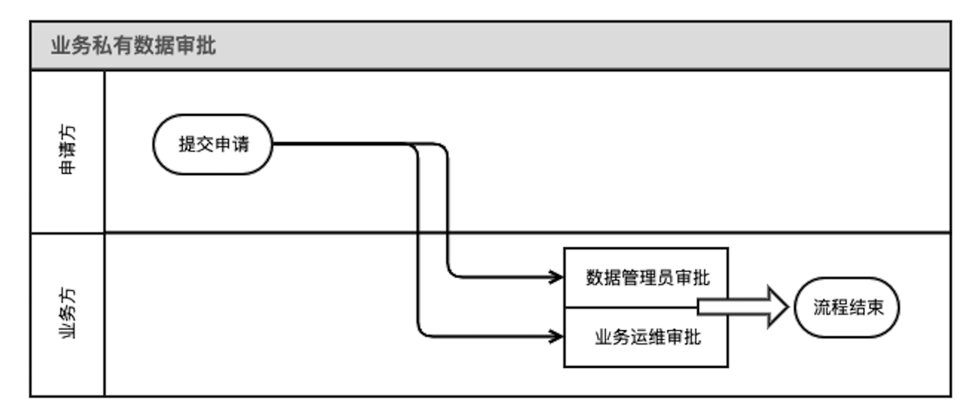 业务私有数据审批
申请方
提交申请
业务方
数据管理员审批
业务运维审批
流程结束